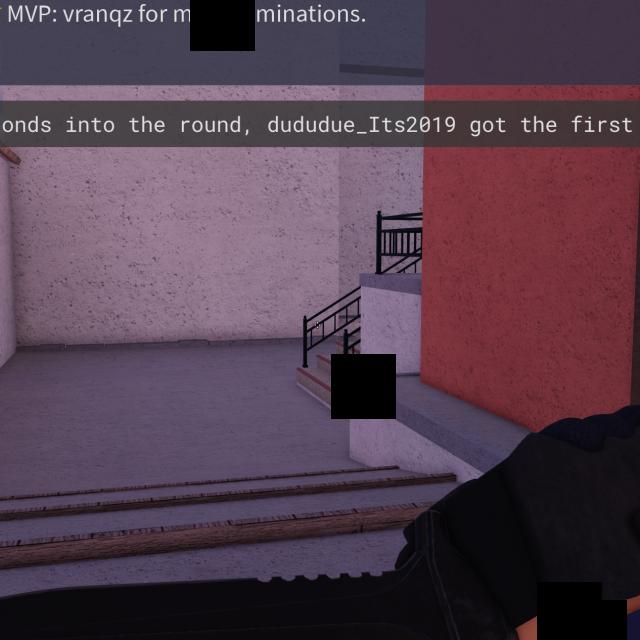 MVP: vranqz for minations.
onds into the round, dududue_Its2019 got the first